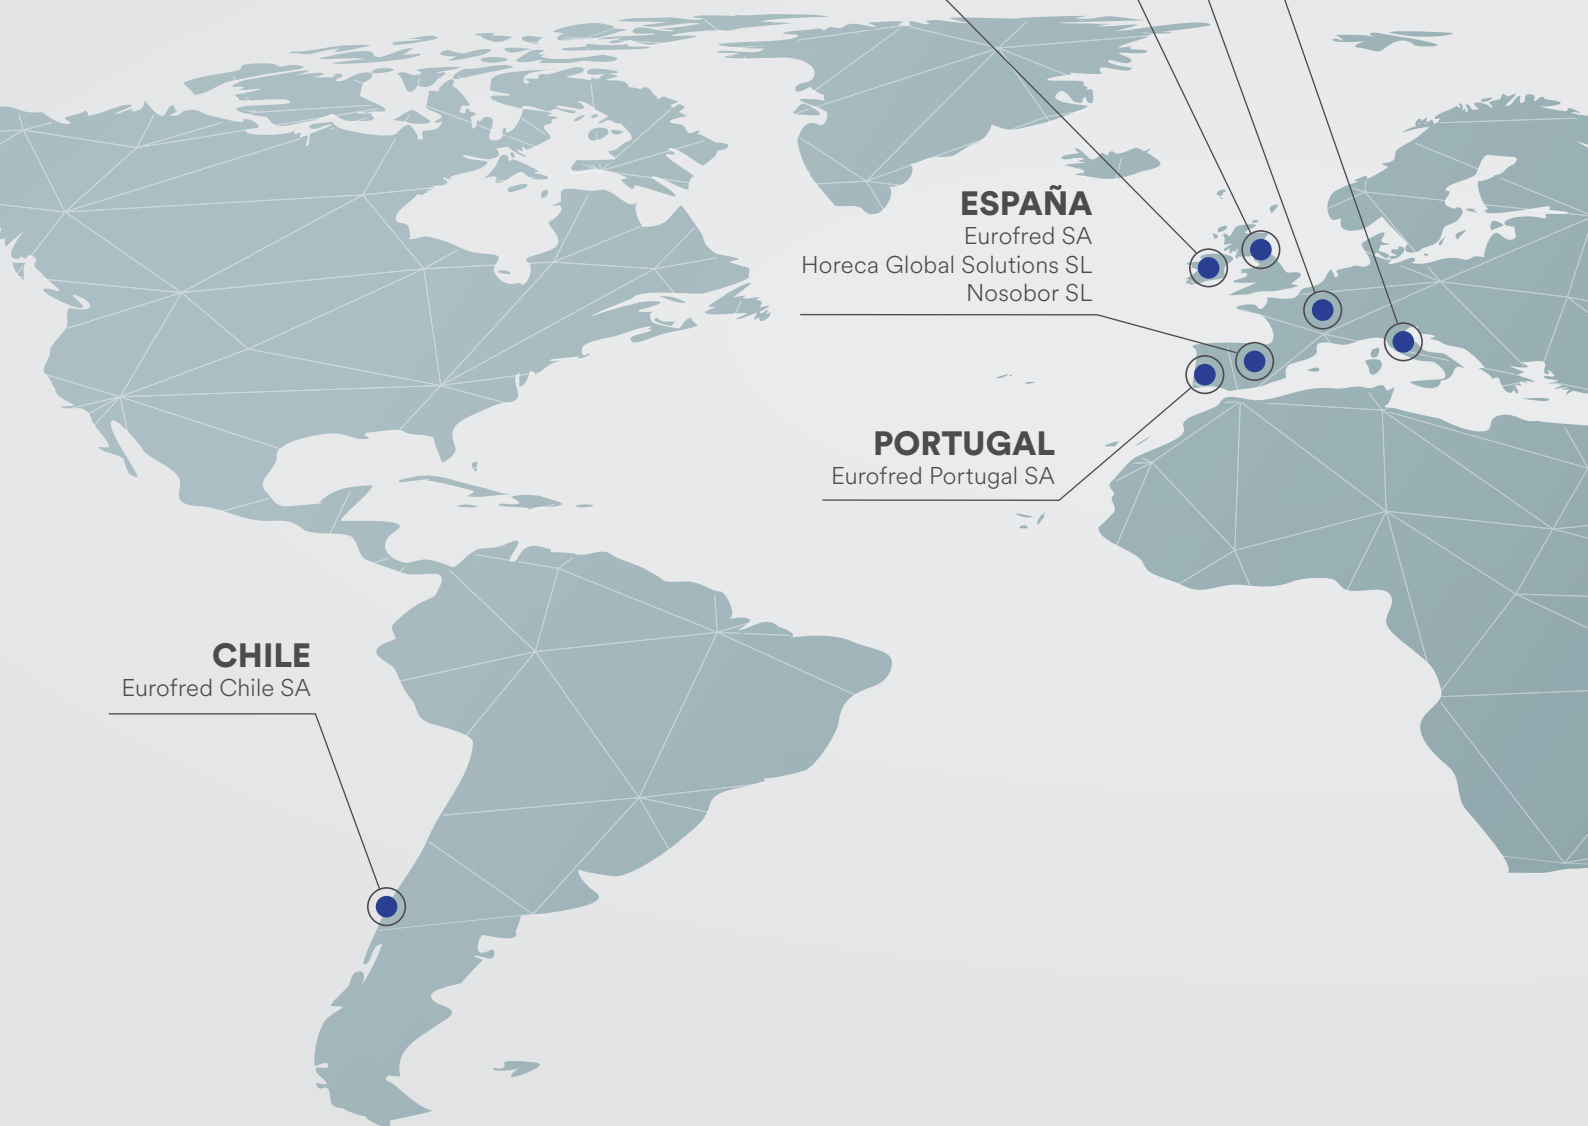 ESPAÑA
Eurofred SA
Horeca Global Solutions SL
Nosobor SL
PORTUGAL
Eurofred Portugal SA
CHILE
Eurofred Chile SA